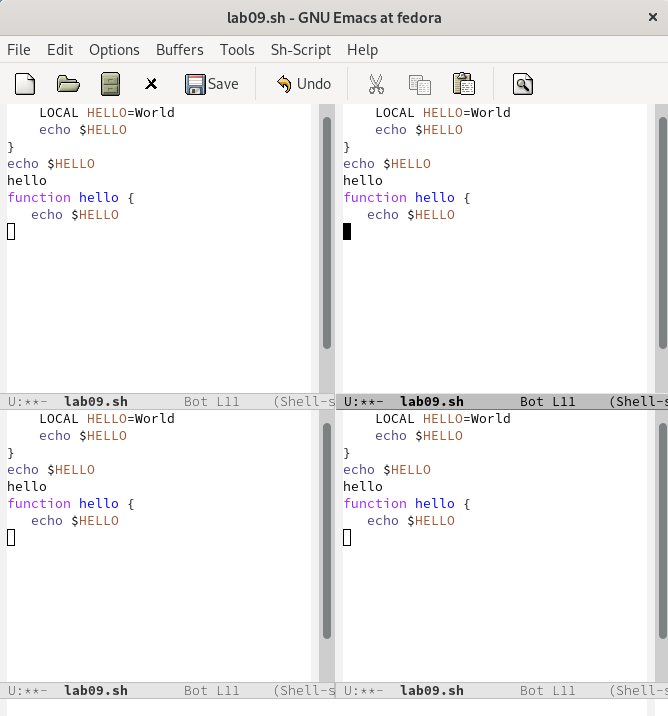 lab09.sh - GNU Emacs at fedora
File Edit Options Buffers Tools Sh-Script Help
Save Undo
LOCAL HELLO=World
echo $HELLO
}
echo $HELLO
hello
function hello {
echo $HELLO
U:**- lab09.sh Bot L11 (Shell-s
LOCAL HELLO=World
echo $HELLO
}
echo $HELLO
hello
function hello {
echo $HELLO
U:**- lab09.sh Bot L11 (Shell-s
LOCAL HELLO=World
echo $HELLO
}
echo $HELLO
hello
function hello {
echo $HELLO
U:**- lab09.sh Bot L11 (Shell-s
LOCAL HELLO=World
echo $HELLO
}
echo $HELLO
hello
function hello {
echo $HELLO
U:**- lab09.sh Bot L11 (Shell-s